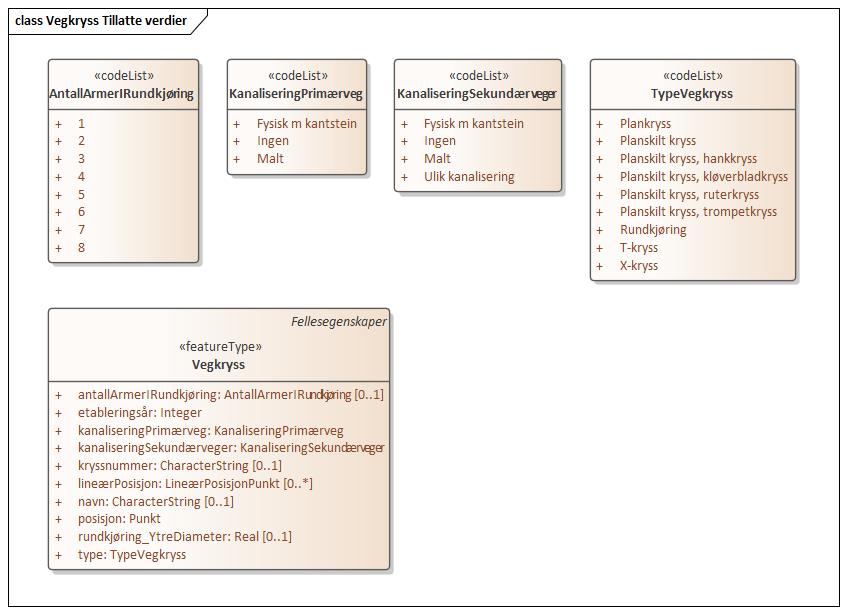 class Vegkryss Tillatte verdier
«codeList»
AntallArmerIRundkjøring
+ 1
+ 2
+ 3
+ 4
+ 5
+ 6
+ 7
+ 8
«codeList»
KanaliseringPrimærveg
+ Fysisk m kantstein
+ Ingen
+ Malt
«codeList»
KanaliseringSekundærveger
+ Fysisk m kantstein
+ Ingen
+ Malt
+ Ulik kanalisering
«codeList»
TypeVegkryss
+ Plankryss
+ Planskilt kryss
+ Planskilt kryss, hankkryss
+ Planskilt kryss, kløverbladkryss
+ Planskilt kryss, ruterkryss
+ Planskilt kryss, trompetkryss
+ Rundkjøring
+ T-kryss
+ X-kryss
Fellesegenskaper
«featureType»
Vegkryss
+ antallArmerIRundkjøring: AntallArmerIRundkjøring [0..1]
+ etableringsår: Integer
+ kanaliseringPrimærveg: KanaliseringPrimærveg
+ kanaliseringSekundærveger: KanaliseringSekundærveger
+ kryssnummer: CharacterString [0..1]
+ lineærPosisjon: LineærPosisjonPunkt [0..*]
+ navn: CharacterString [0..1]
+ posisjon: Punkt
+ rundkjøring_YtreDiameter: Real [0..1]
+ type: TypeVegkryss